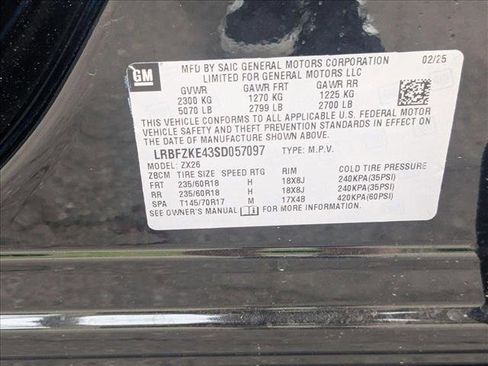 GM
MFD BY SAIC GENERAL MOTORS CORPORATION 02/25
LIMITED FOR GENERAL MOTORS LLC
GVWR GAWR FRT GAWR RR
2300 KG 1270 KG 1225 KG
5070 LB 2799 LB 2700 LB
THIS VEHICLE CONFORMS TO ALL APPLICABLE U.S. FEDERAL MOTOR
VEHICLE SAFETY AND THEFT PREVENTION STANDARDS IN EFFECT ON
THE DATE OF MANUFACTURE SHOWN ABOVE.
LRBFZKE43SD057097 TYPE: M.P.V.
MODEL: ZX26
ZBCM TIRE SIZE SPEED RTG RIM COLD TIRE PRESSURE
FRT 235/60R18 H 18X8J 240KPA(35PSI)
RR 235/60R18 H 18X8J 240KPA(35PSI)
SPA T145/70R17 M 17X4B 420KPA(60PSI)
SEE OWNER'S MANUAL FOR MORE INFORMATION.